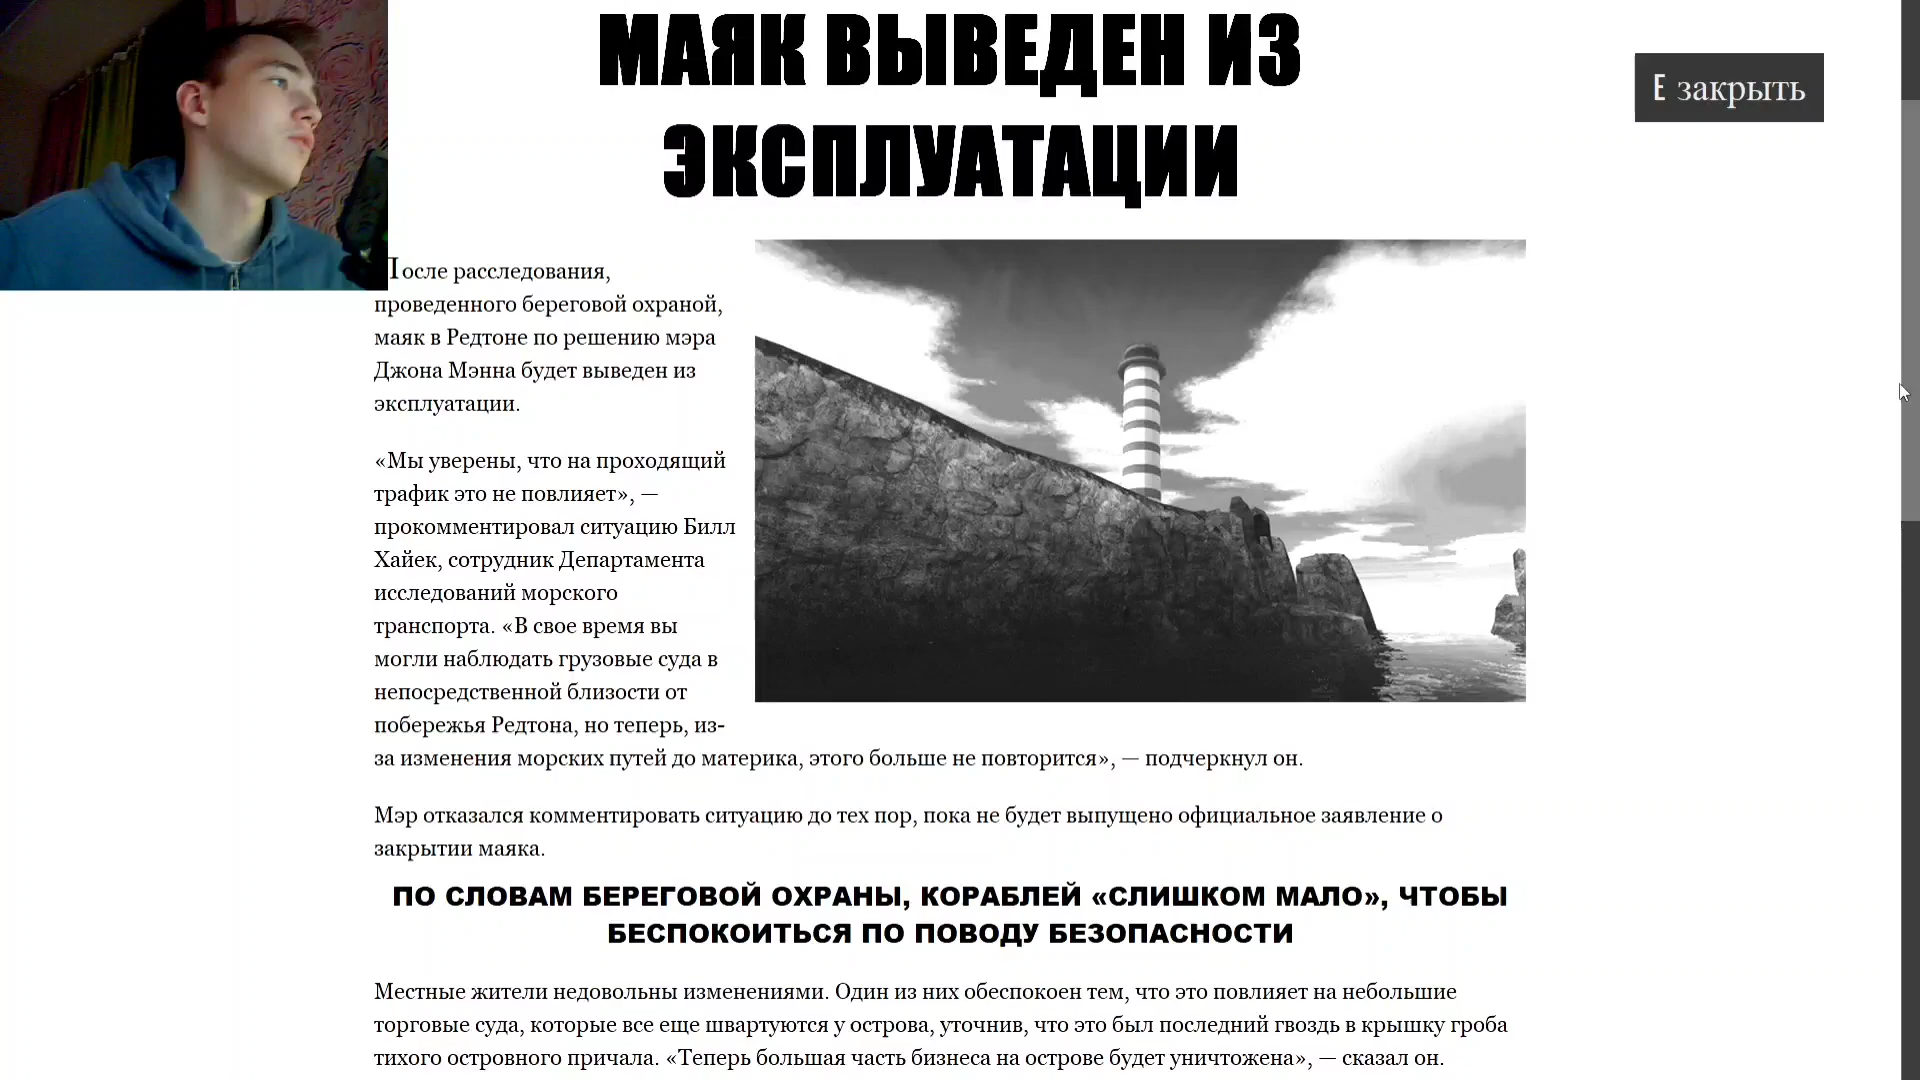 МАЯК ВЫВЕДЕН ИЗ
ЭКСПЛУАТАЦИИ
E закрыть
После расследования,
проведенного береговой охраной,
маяк в Редтоне по решению мэра
Джона Мэнна будет выведен из
эксплуатации.
«Мы уверены, что на проходящий
трафик это не повлияет», —
прокомментировал ситуацию Билл
Хайек, сотрудник Департамента
исследований морского
транспорта. «В свое время вы
могли наблюдать грузовые суда в
непосредственной близости от
побережья Редтона, но теперь, из-
за изменения морских путей до материка, этого больше не повторится», — подчеркнул он.
Мэр отказался комментировать ситуацию до тех пор, пока не будет выпущено официальное заявление о
закрытии маяка.
ПО СЛОВАМ БЕРЕГОВОЙ ОХРАНЫ, КОРАБЛЕЙ «СЛИШКОМ МАЛО», ЧТОБЫ
БЕСПОКОИТЬСЯ ПО ПОВОДУ БЕЗОПАСНОСТИ
Местные жители недовольны изменениями. Один из них обеспокоен тем, что это повлияет на небольшие
торговые суда, которые все еще швартуются у острова, уточнив, что это был последний гвоздь в крышку гроба
тихого островного причала. «Теперь большая часть бизнеса на острове будет уничтожена», — сказал он.